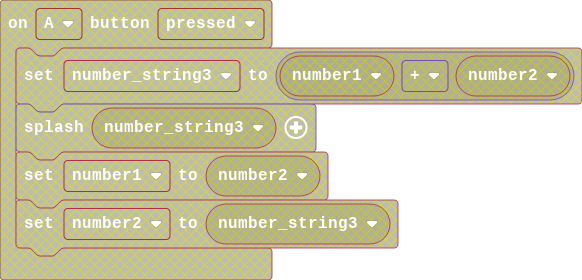 on A button pressed
set number_string3 to number1 + number2
splash number_string3
set number1 to number2
set number2 to number_string3